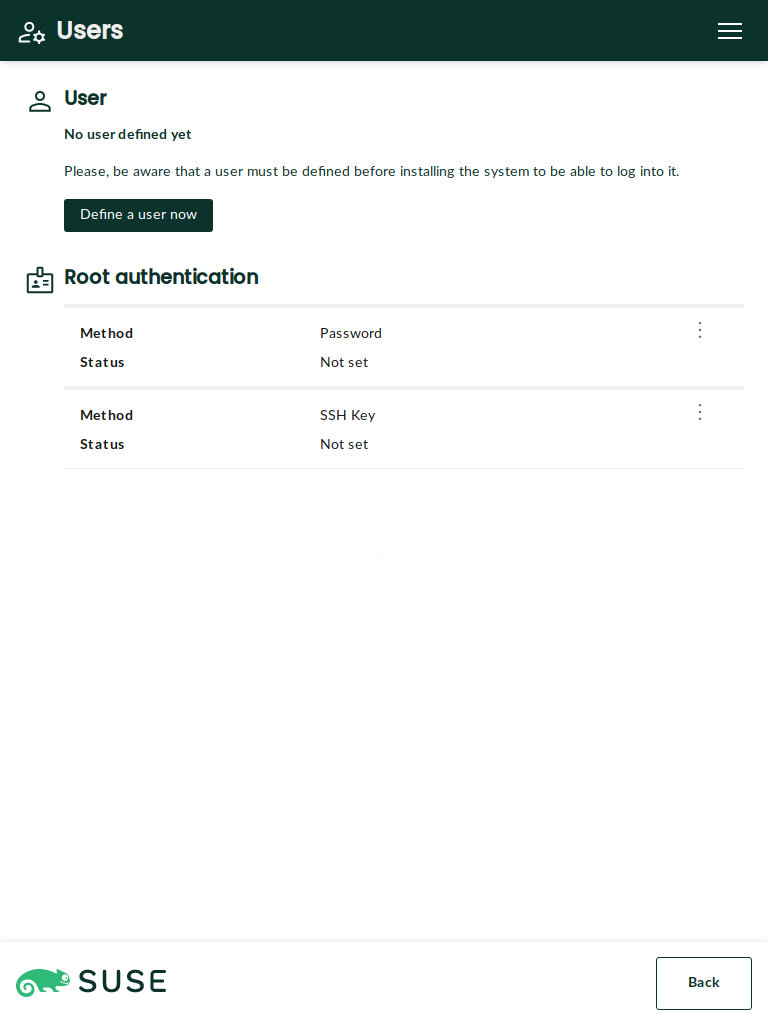 Users
User
No user defined yet
Please, be aware that a user must be defined before installing the system to be able to log into it.
Define a user now
Root authentication
Method Password
Status Not set
Method SSH Key
Status Not set
SUSE
Back